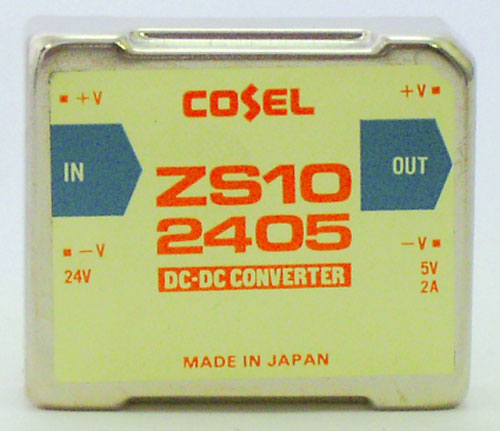 COSEL
+V
+V
IN
OUT
ZS10
2405
-V
-V
24V
5V
2A
DC-DC CONVERTER
MADE IN JAPAN